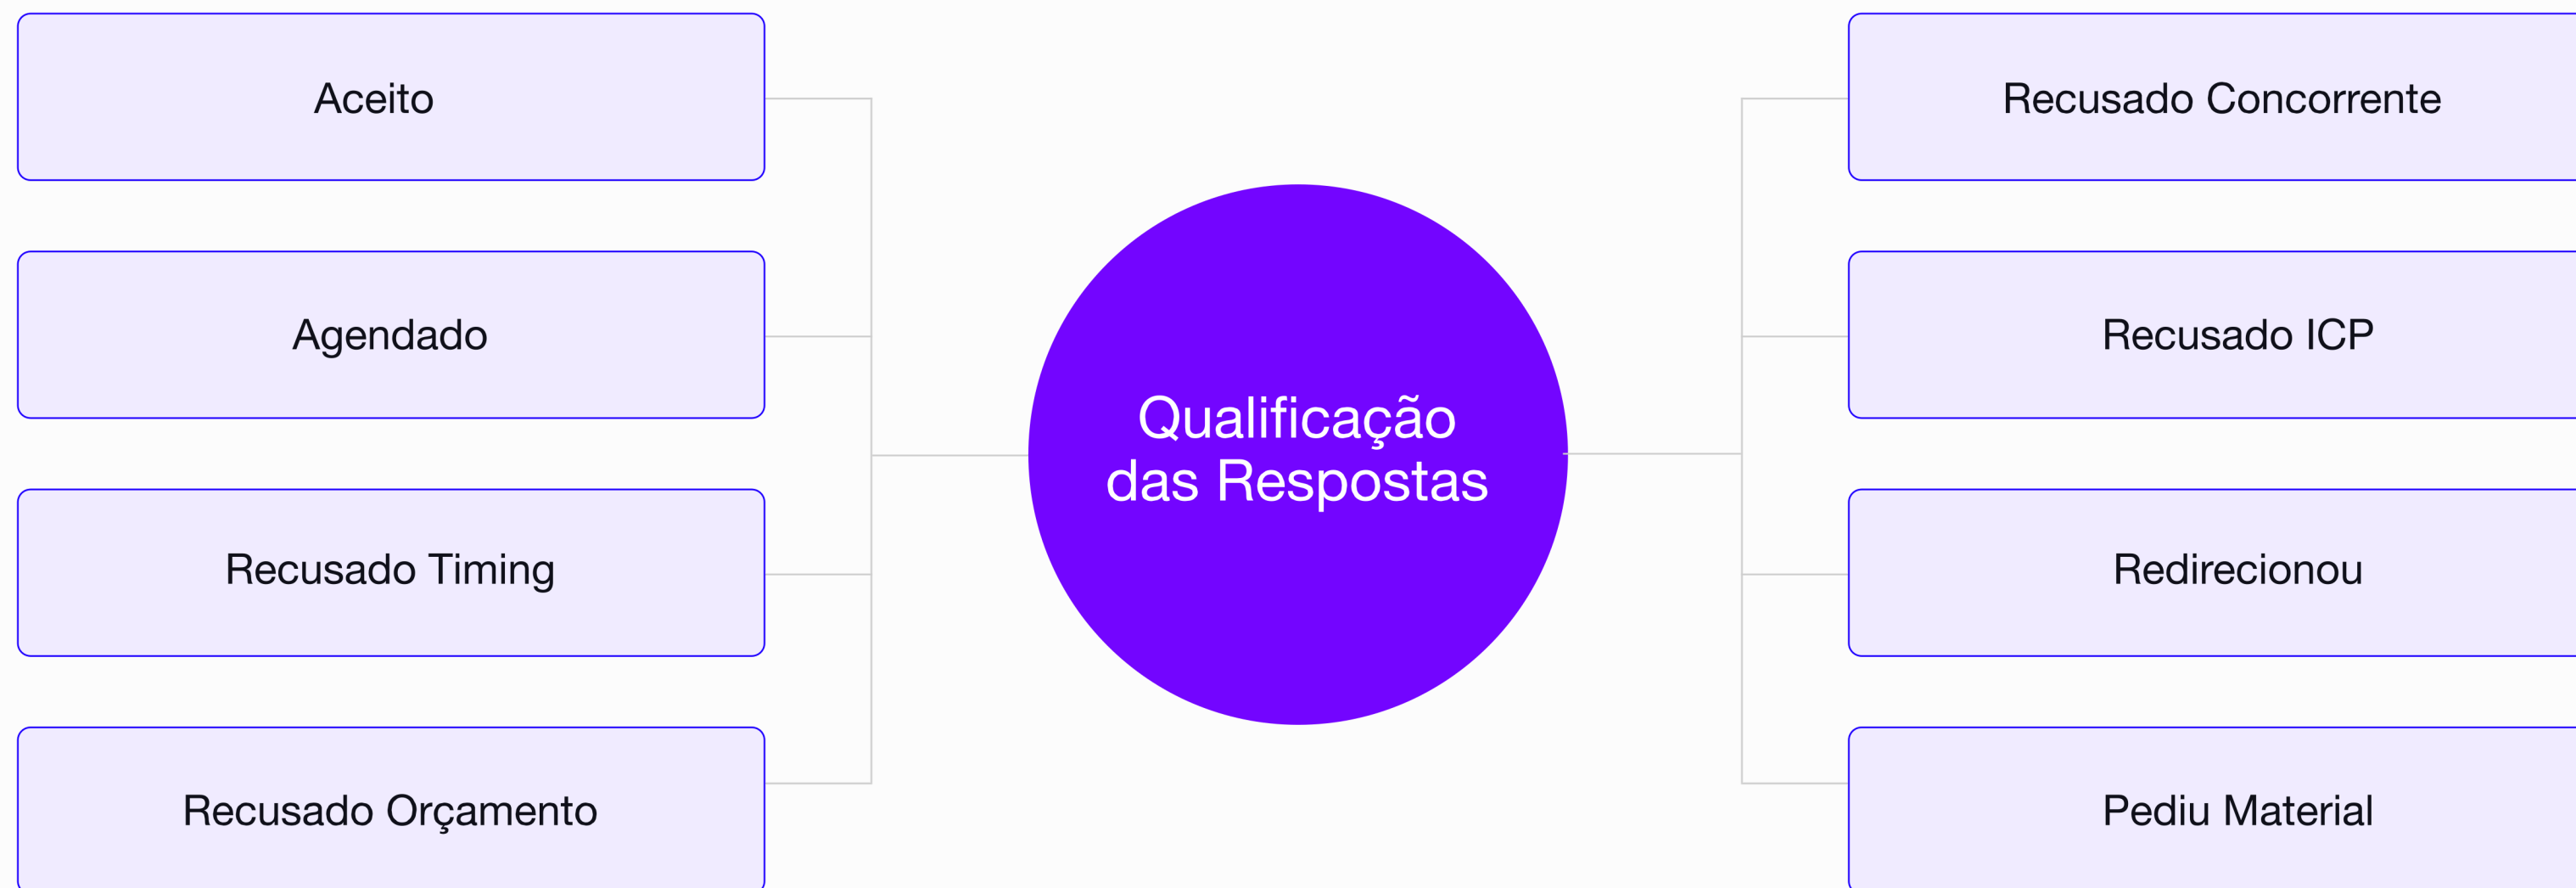 Aceito
Agendado
Recusado Timing
Recusado Orçamento
Qualificação
das Respostas
Recusado Concorrente
Recusado ICP
Redirecionou
Pediu Material